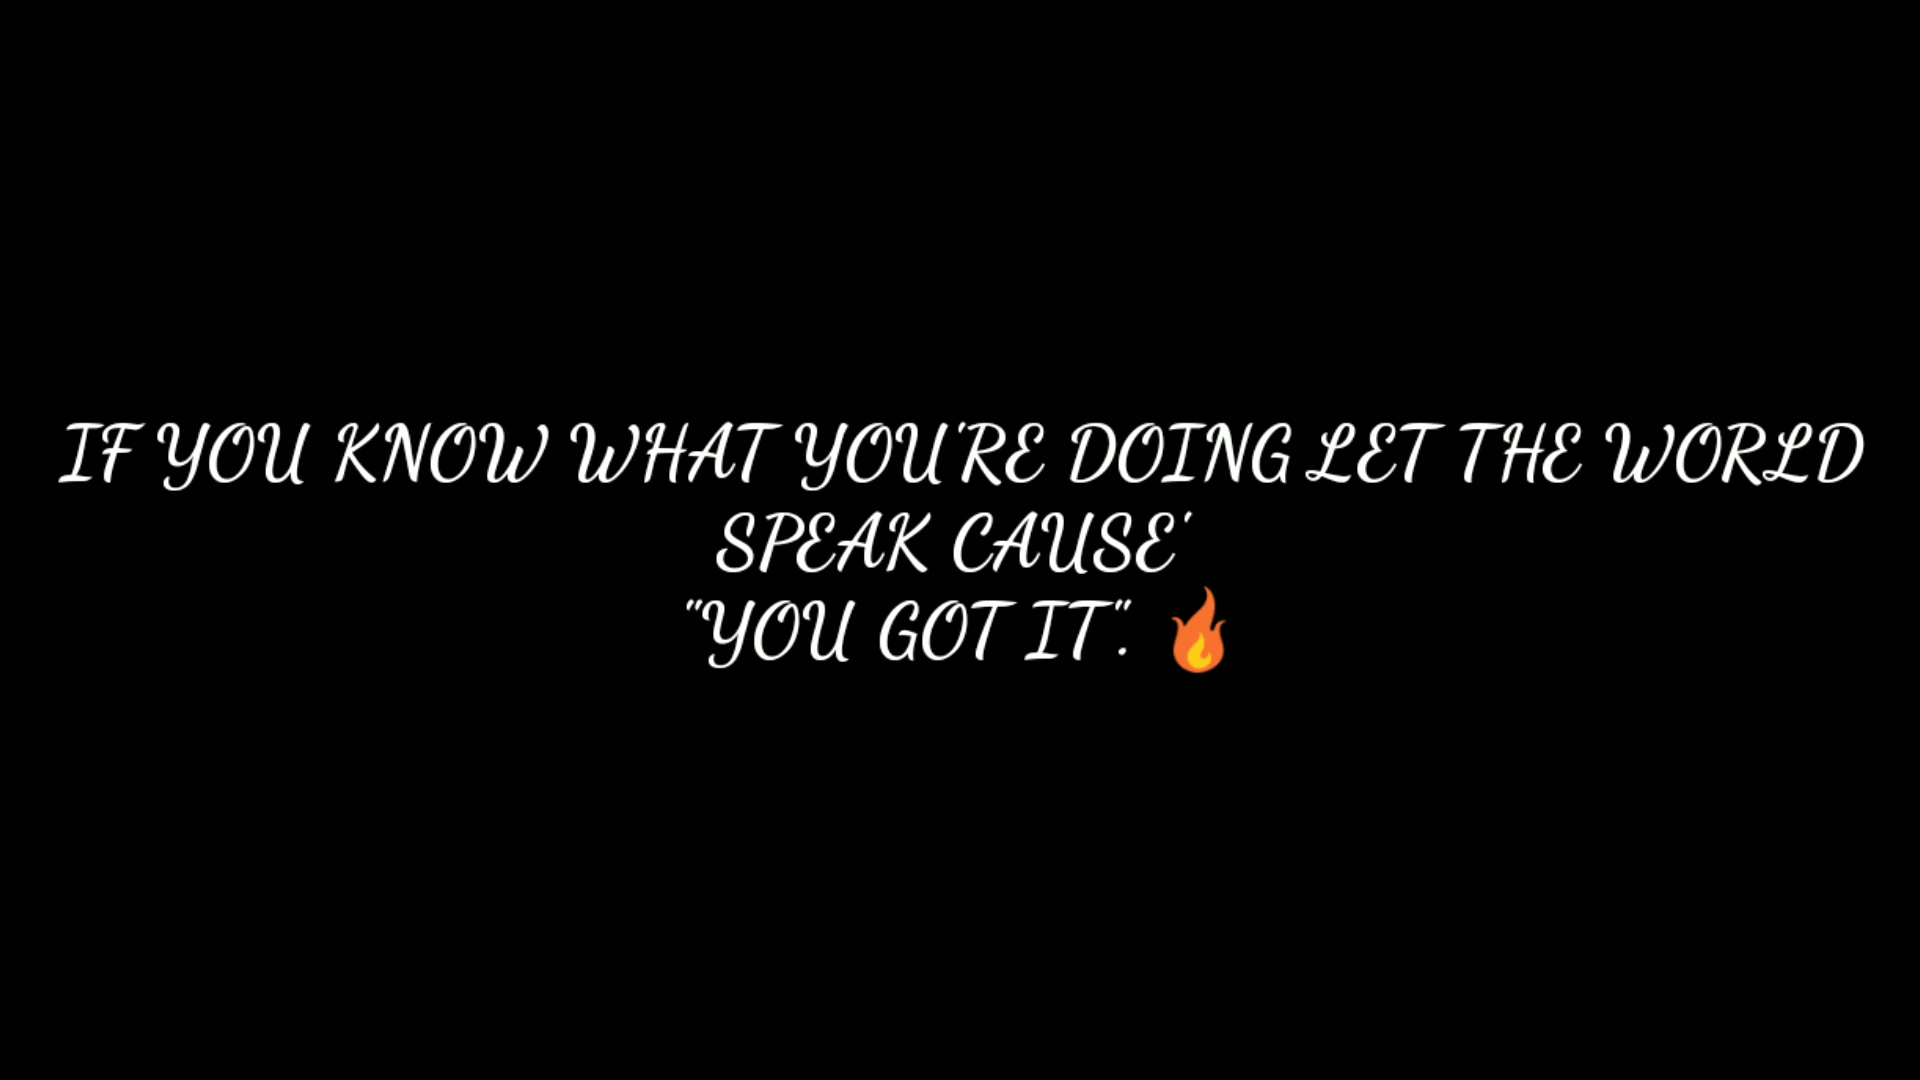 IF YOU KNOW WHAT YOU'RE DOING LET THE WORLD
SPEAK CAUSE'
"YOU GOT IT". 🔥